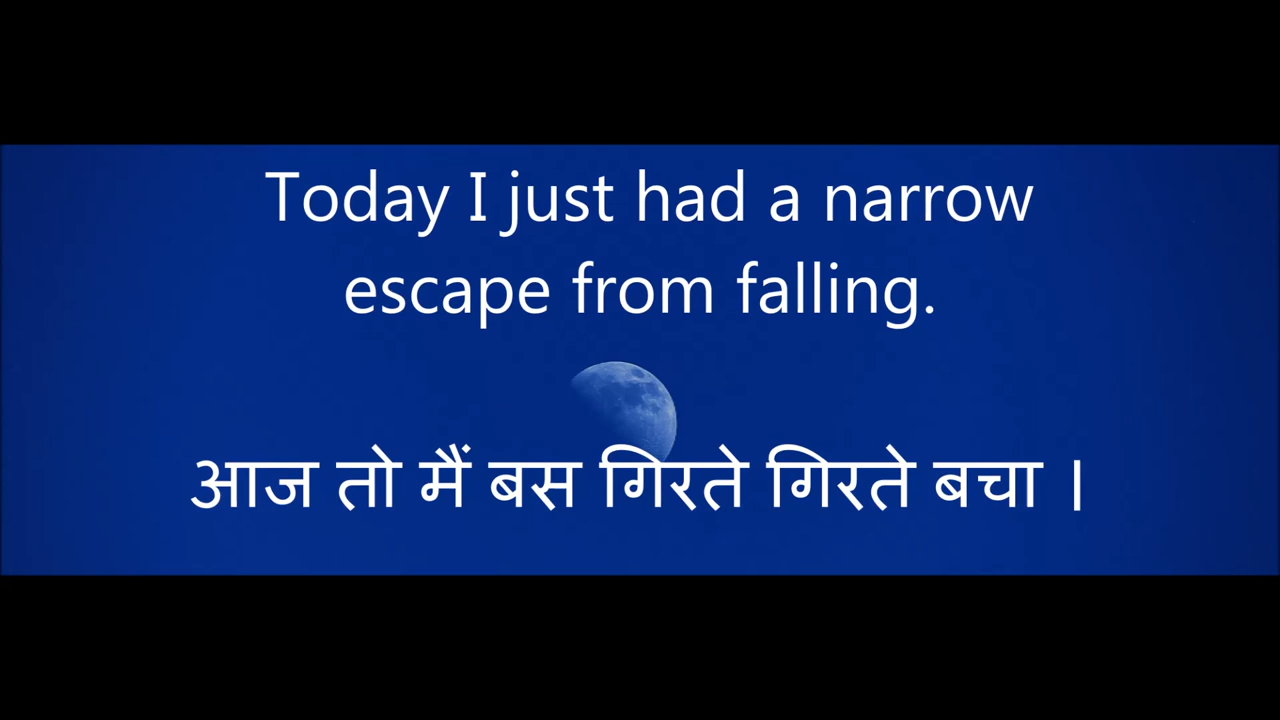 Today I just had a narrow
escape from falling.
आज तो मैं बस गिरते गिरते बचा ।